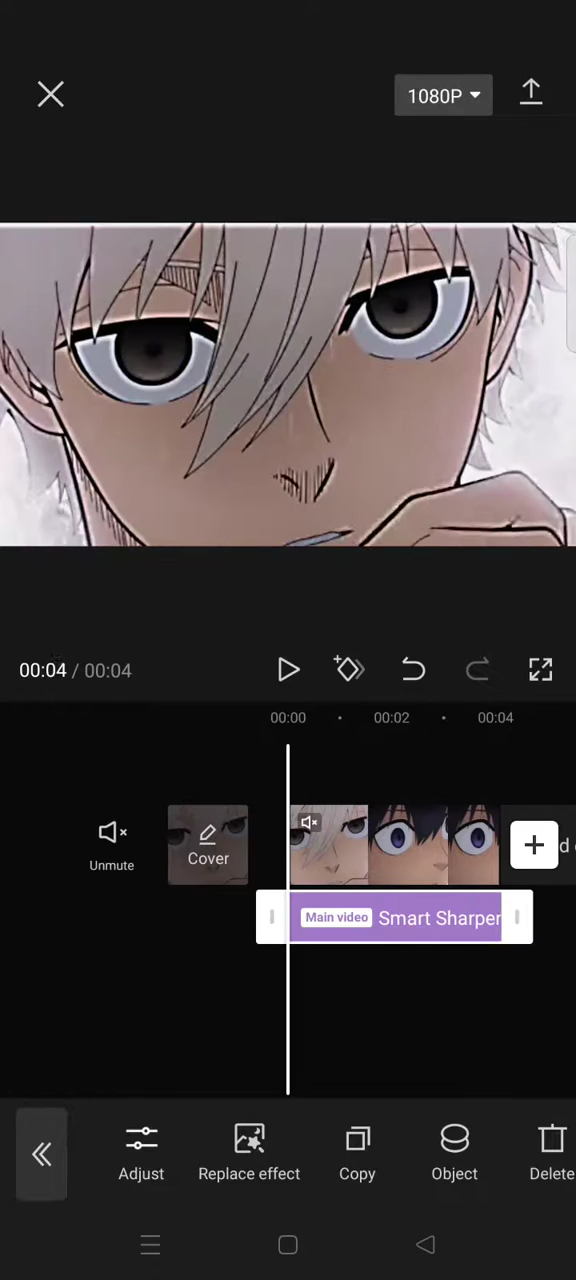 1080P
00:04 / 00:04
00:00 00:02 00:04
Unmute
Cover
Main video Smart Sharpen
Adjust Replace effect Copy Object Delete